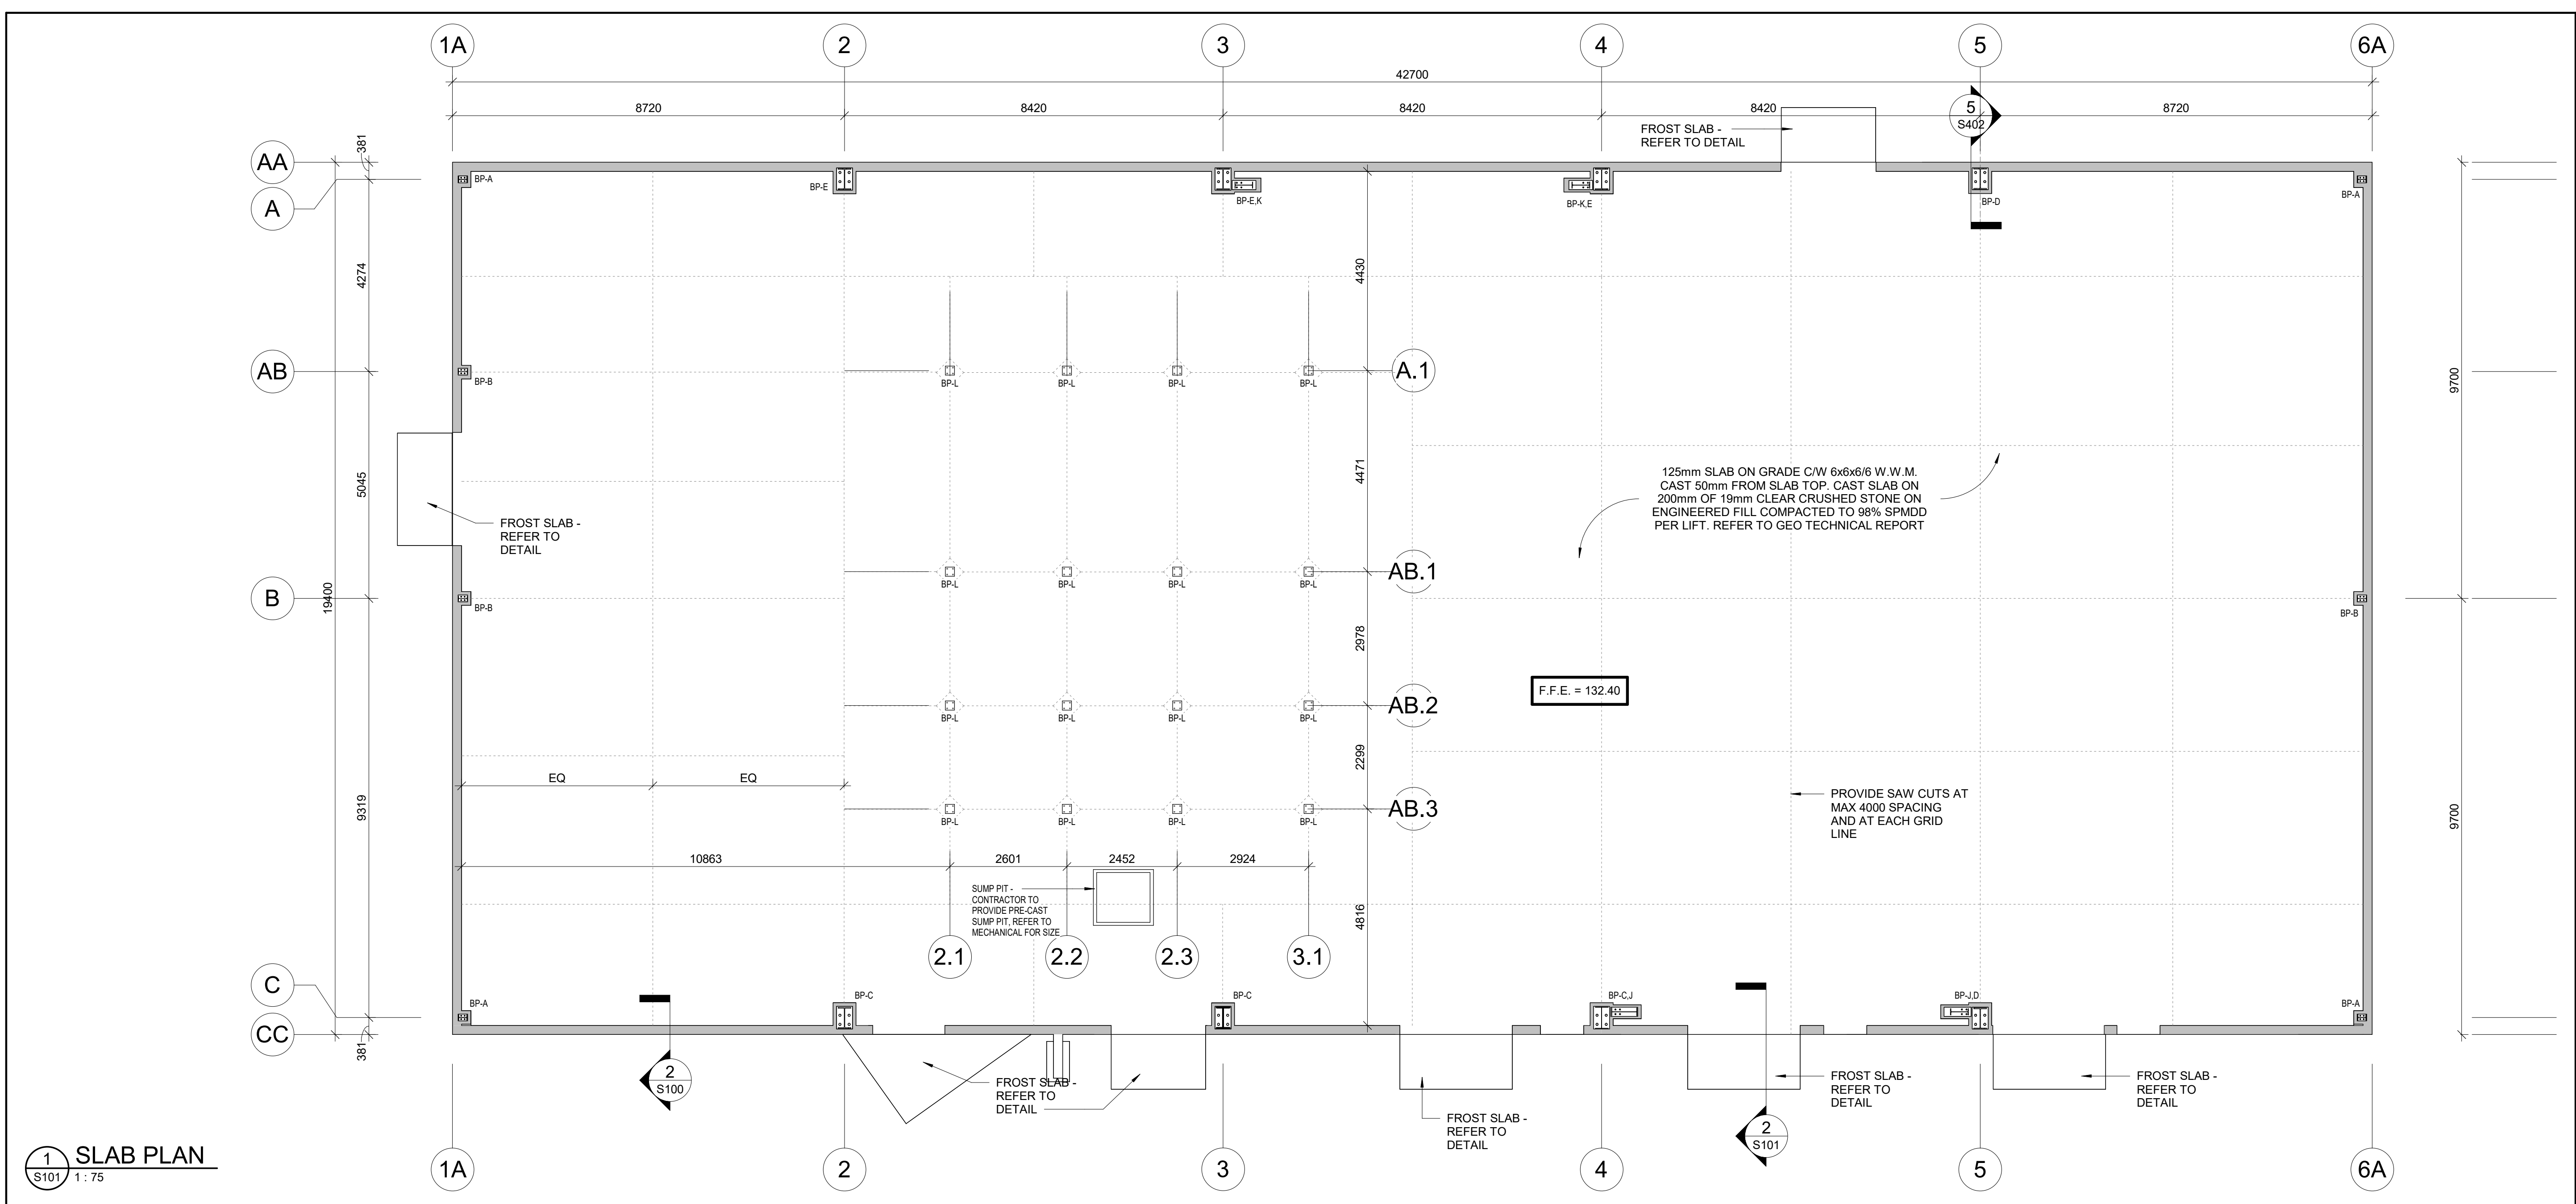 1A
2
3
4
5
6A
42700
8720
8420
8420
8420
8720
5
S402
FROST SLAB -
REFER TO DETAIL
AA
A
AB
B
C
CC
381
4274
5045
9319
381
19400
BP-A
BP-E
BP-E,K
BP-K,E
BP-D
BP-A
4430
4471
2978
2299
4816
9700
9700
BP-B
BP-L
BP-L
BP-L
BP-L
A.1
FROST SLAB -
REFER TO
DETAIL
125mm SLAB ON GRADE C/W 6x6x6/6 W.W.M.
CAST 50mm FROM SLAB TOP. CAST SLAB ON
200mm OF 19mm CLEAR CRUSHED STONE ON
ENGINEERED FILL COMPACTED TO 98% SPMDD
PER LIFT. REFER TO GEO TECHNICAL REPORT
BP-L
BP-L
BP-L
BP-L
AB.1
BP-B
BP-B
F.F.E. = 132.40
BP-L
BP-L
BP-L
BP-L
AB.2
EQ
EQ
BP-L
BP-L
BP-L
BP-L
AB.3
PROVIDE SAW CUTS AT
MAX 4000 SPACING
AND AT EACH GRID
LINE
10863
2601
2452
2924
SUMP PIT -
CONTRACTOR TO
PROVIDE PRE-CAST
SUMP PIT, REFER TO
MECHANICAL FOR SIZE
2.1
2.2
2.3
3.1
BP-A
BP-C
BP-C
BP-C,J
BP-J,D
BP-A
2
S100
FROST SLAB -
REFER TO
DETAIL
FROST SLAB -
REFER TO
DETAIL
FROST SLAB -
REFER TO
DETAIL
FROST SLAB -
REFER TO
DETAIL
2
S101
1
S101
SLAB PLAN
1 : 75
1A
2
3
4
5
6A